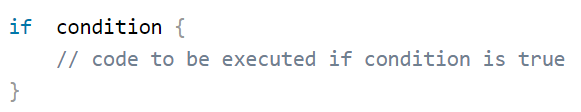 if  condition {
    // code to be executed if condition is true
}